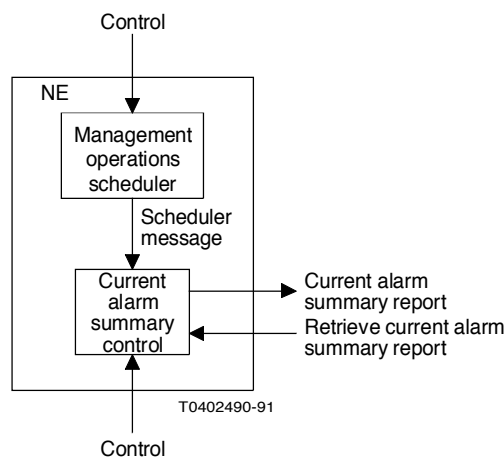 Control
NE
Management
operations
scheduler
Scheduler
message
Current
alarm
summary
control
Current alarm
summary report
Retrieve current alarm
summary report
T0402490-91
Control